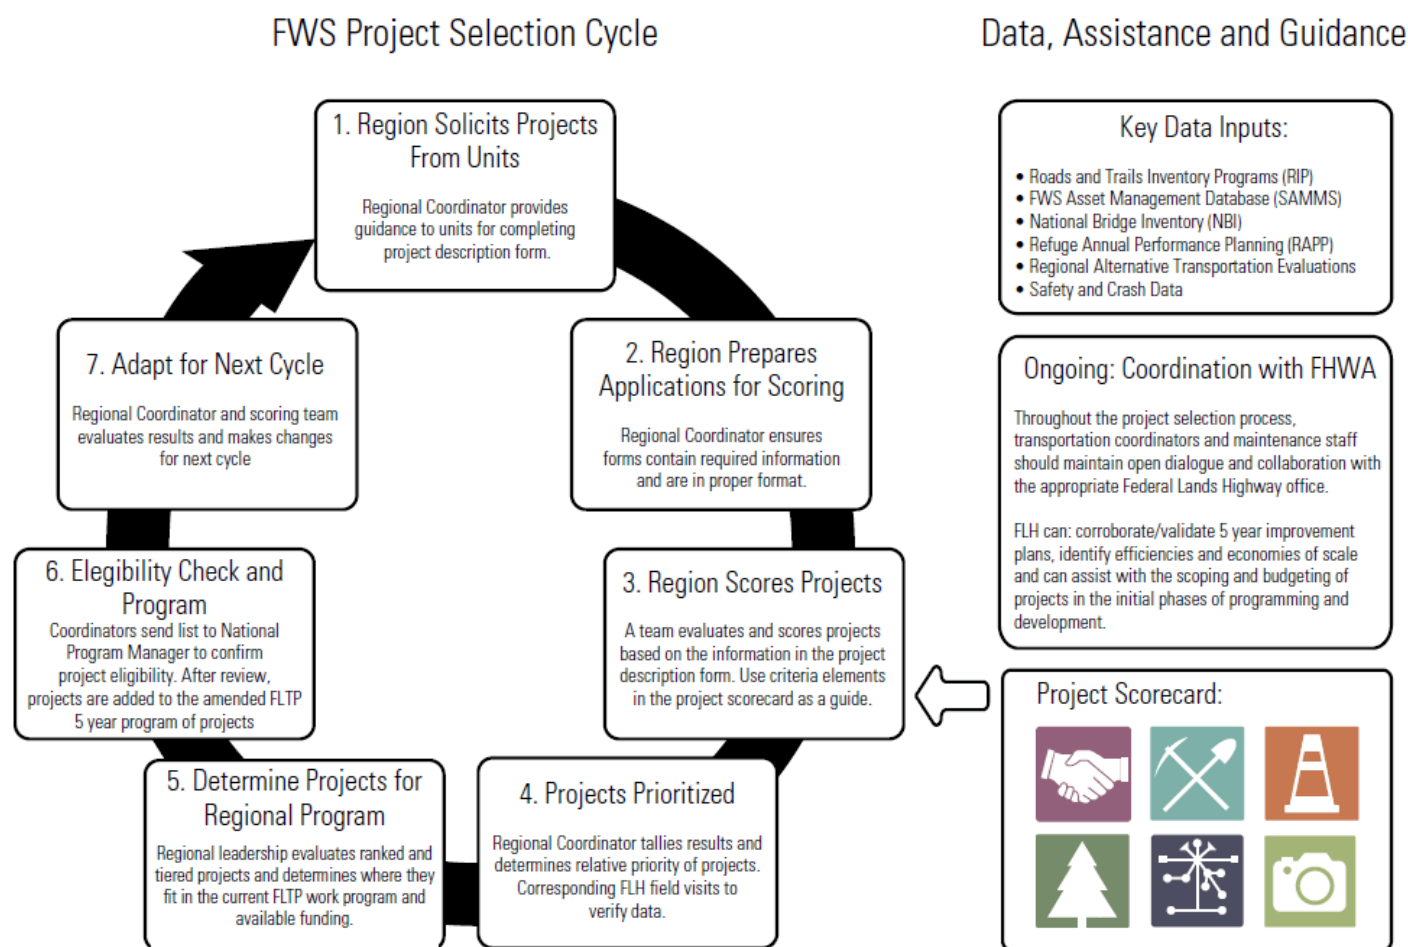 FWS Project Selection Cycle
Data, Assistance and Guidance
1. Region Solicits Projects
From Units
Regional Coordinator provides
guidance to units for completing
project description form.
2. Region Prepares
Applications for Scoring
Regional Coordinator ensures
forms contain required information
and are in proper format.
3. Region Scores Projects
A team evaluates and scores projects
based on the information in the project
description form. Use criteria elements
in the project scorecard as a guide.
4. Projects Prioritized
Regional Coordinator tallies results and
determines relative priority of projects.
Corresponding FLH field visits to
verify data.
5. Determine Projects for
Regional Program
Regional leadership evaluates ranked and
tiered projects and determines where they
fit in the current FLTP work program and
available funding.
6. Elegibility Check and
Program
Coordinators send list to National
Program Manager to confirm
project eligibility. After review,
projects are added to the amended FLTP
5 year program of projects
7. Adapt for Next Cycle
Regional Coordinator and scoring team
evaluates results and makes changes
for next cycle
Key Data Inputs:
• Roads and Trails Inventory Programs (RIP)
• FWS Asset Management Database (SAMMS)
• National Bridge Inventory (NBI)
• Refuge Annual Performance Planning (RAPP)
• Regional Alternative Transportation Evaluations
• Safety and Crash Data
Ongoing: Coordination with FHWA
Throughout the project selection process,
transportation coordinators and maintenance staff
should maintain open dialogue and collaboration with
the appropriate Federal Lands Highway office.
FLH can: corroborate/validate 5 year improvement
plans, identify efficiencies and economies of scale
and can assist with the scoping and budgeting of
projects in the initial phases of programming and
development.
Project Scorecard: